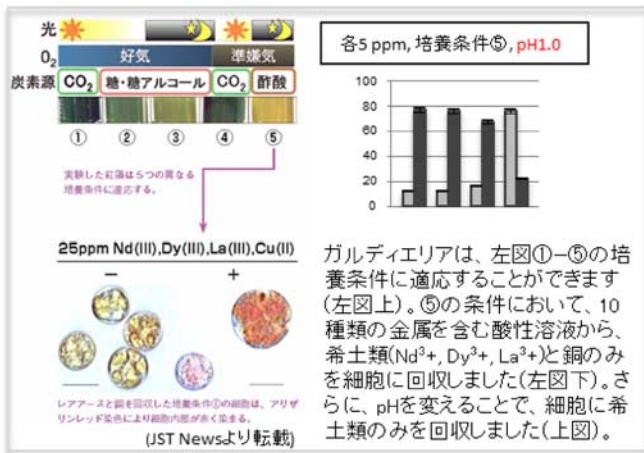 光
O₂
好気
準嫌気
炭素源
CO₂
糖・糖アルコール
CO₂
酢酸
① ② ③ ④ ⑤
実験した紅藻は5つの異なる
培養条件に適応する。
25ppm Nd(III),Dy(III),La(III),Cu(II)
− +
レアアースと銅を回収した培養条件⑤の細胞は、アリザ
リンレッド染色により細胞内部が赤く染まる。
(JST Newsより転載)
各5 ppm, 培養条件⑤, pH1.0
100
80
60
40
20
0
ガルディエリアは、左図①−⑤の培
養条件に適応することができます
(左図上)。⑤の条件において、10
種類の金属を含む酸性溶液から、
希土類(Nd³+, Dy³+, La³+)と銅のみ
を細胞に回収しました(左図下)。さ
らに、pHを変えることで、細胞に希
土類のみを回収しました(上図)。